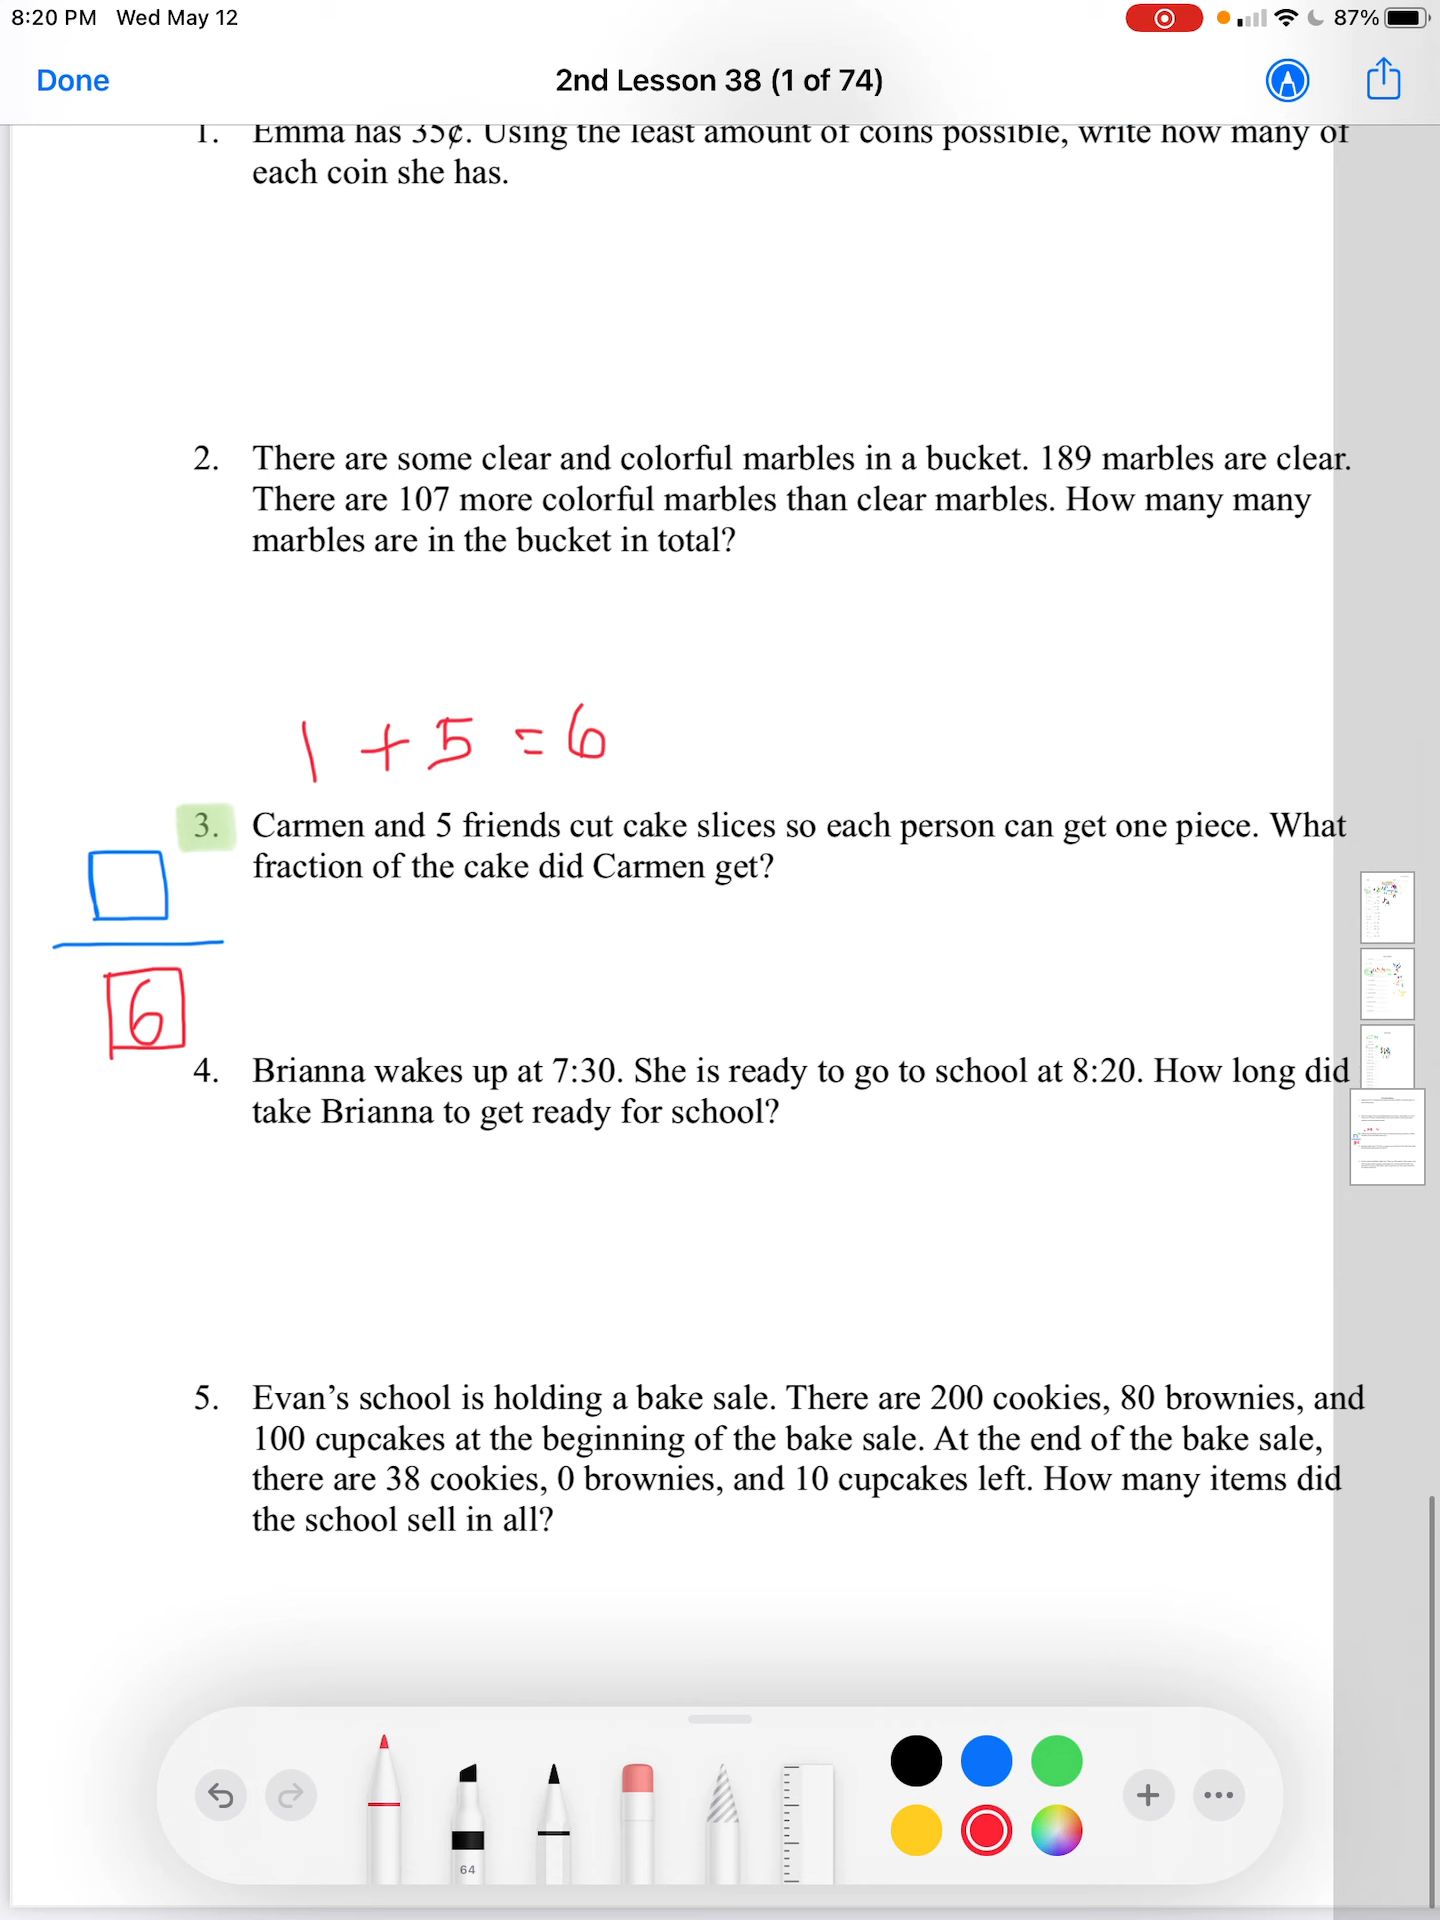 8:20 PM Wed May 12
87%
Done
2nd Lesson 38 (1 of 74)
1. Emma has 35¢. Using the least amount of coins possible, write how many of
each coin she has.
2. There are some clear and colorful marbles in a bucket. 189 marbles are clear.
There are 107 more colorful marbles than clear marbles. How many many
marbles are in the bucket in total?
1 + 5 = 6
3. Carmen and 5 friends cut cake slices so each person can get one piece. What
fraction of the cake did Carmen get?
6
4. Brianna wakes up at 7:30. She is ready to go to school at 8:20. How long did
take Brianna to get ready for school?
5. Evan’s school is holding a bake sale. There are 200 cookies, 80 brownies, and
100 cupcakes at the beginning of the bake sale. At the end of the bake sale,
there are 38 cookies, 0 brownies, and 10 cupcakes left. How many items did
the school sell in all?
64